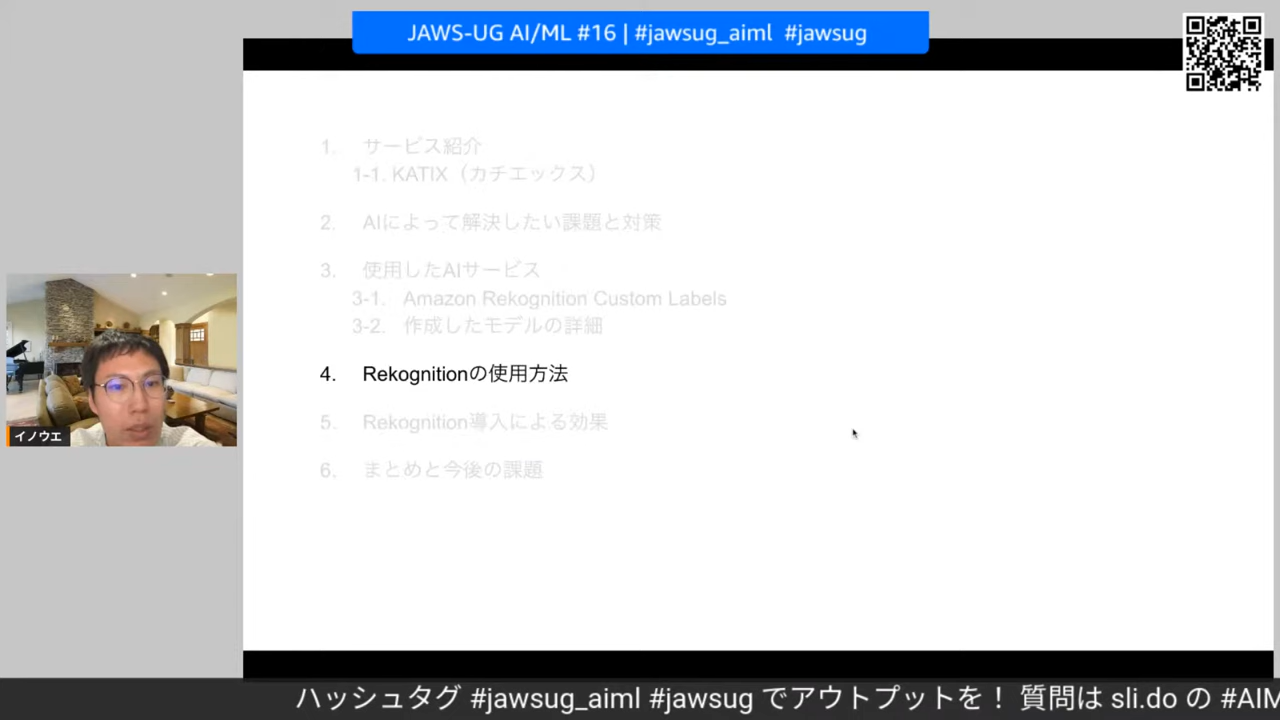 JAWS-UG AI/ML #16 | #jawsug_aiml #jawsug
1. サービス紹介
1-1. KATIX（カチエックス）
2. AIによって解決したい課題と対策
3. 使用したAIサービス
3-1. Amazon Rekognition Custom Labels
3-2. 作成したモデルの詳細
4. Rekognitionの使用方法
5. Rekognition導入による効果
6. まとめと今後の課題
イノウエ
ハッシュタグ #jawsug_aiml #jawsug でアウトプットを！ 質問は sli.do の #AIM